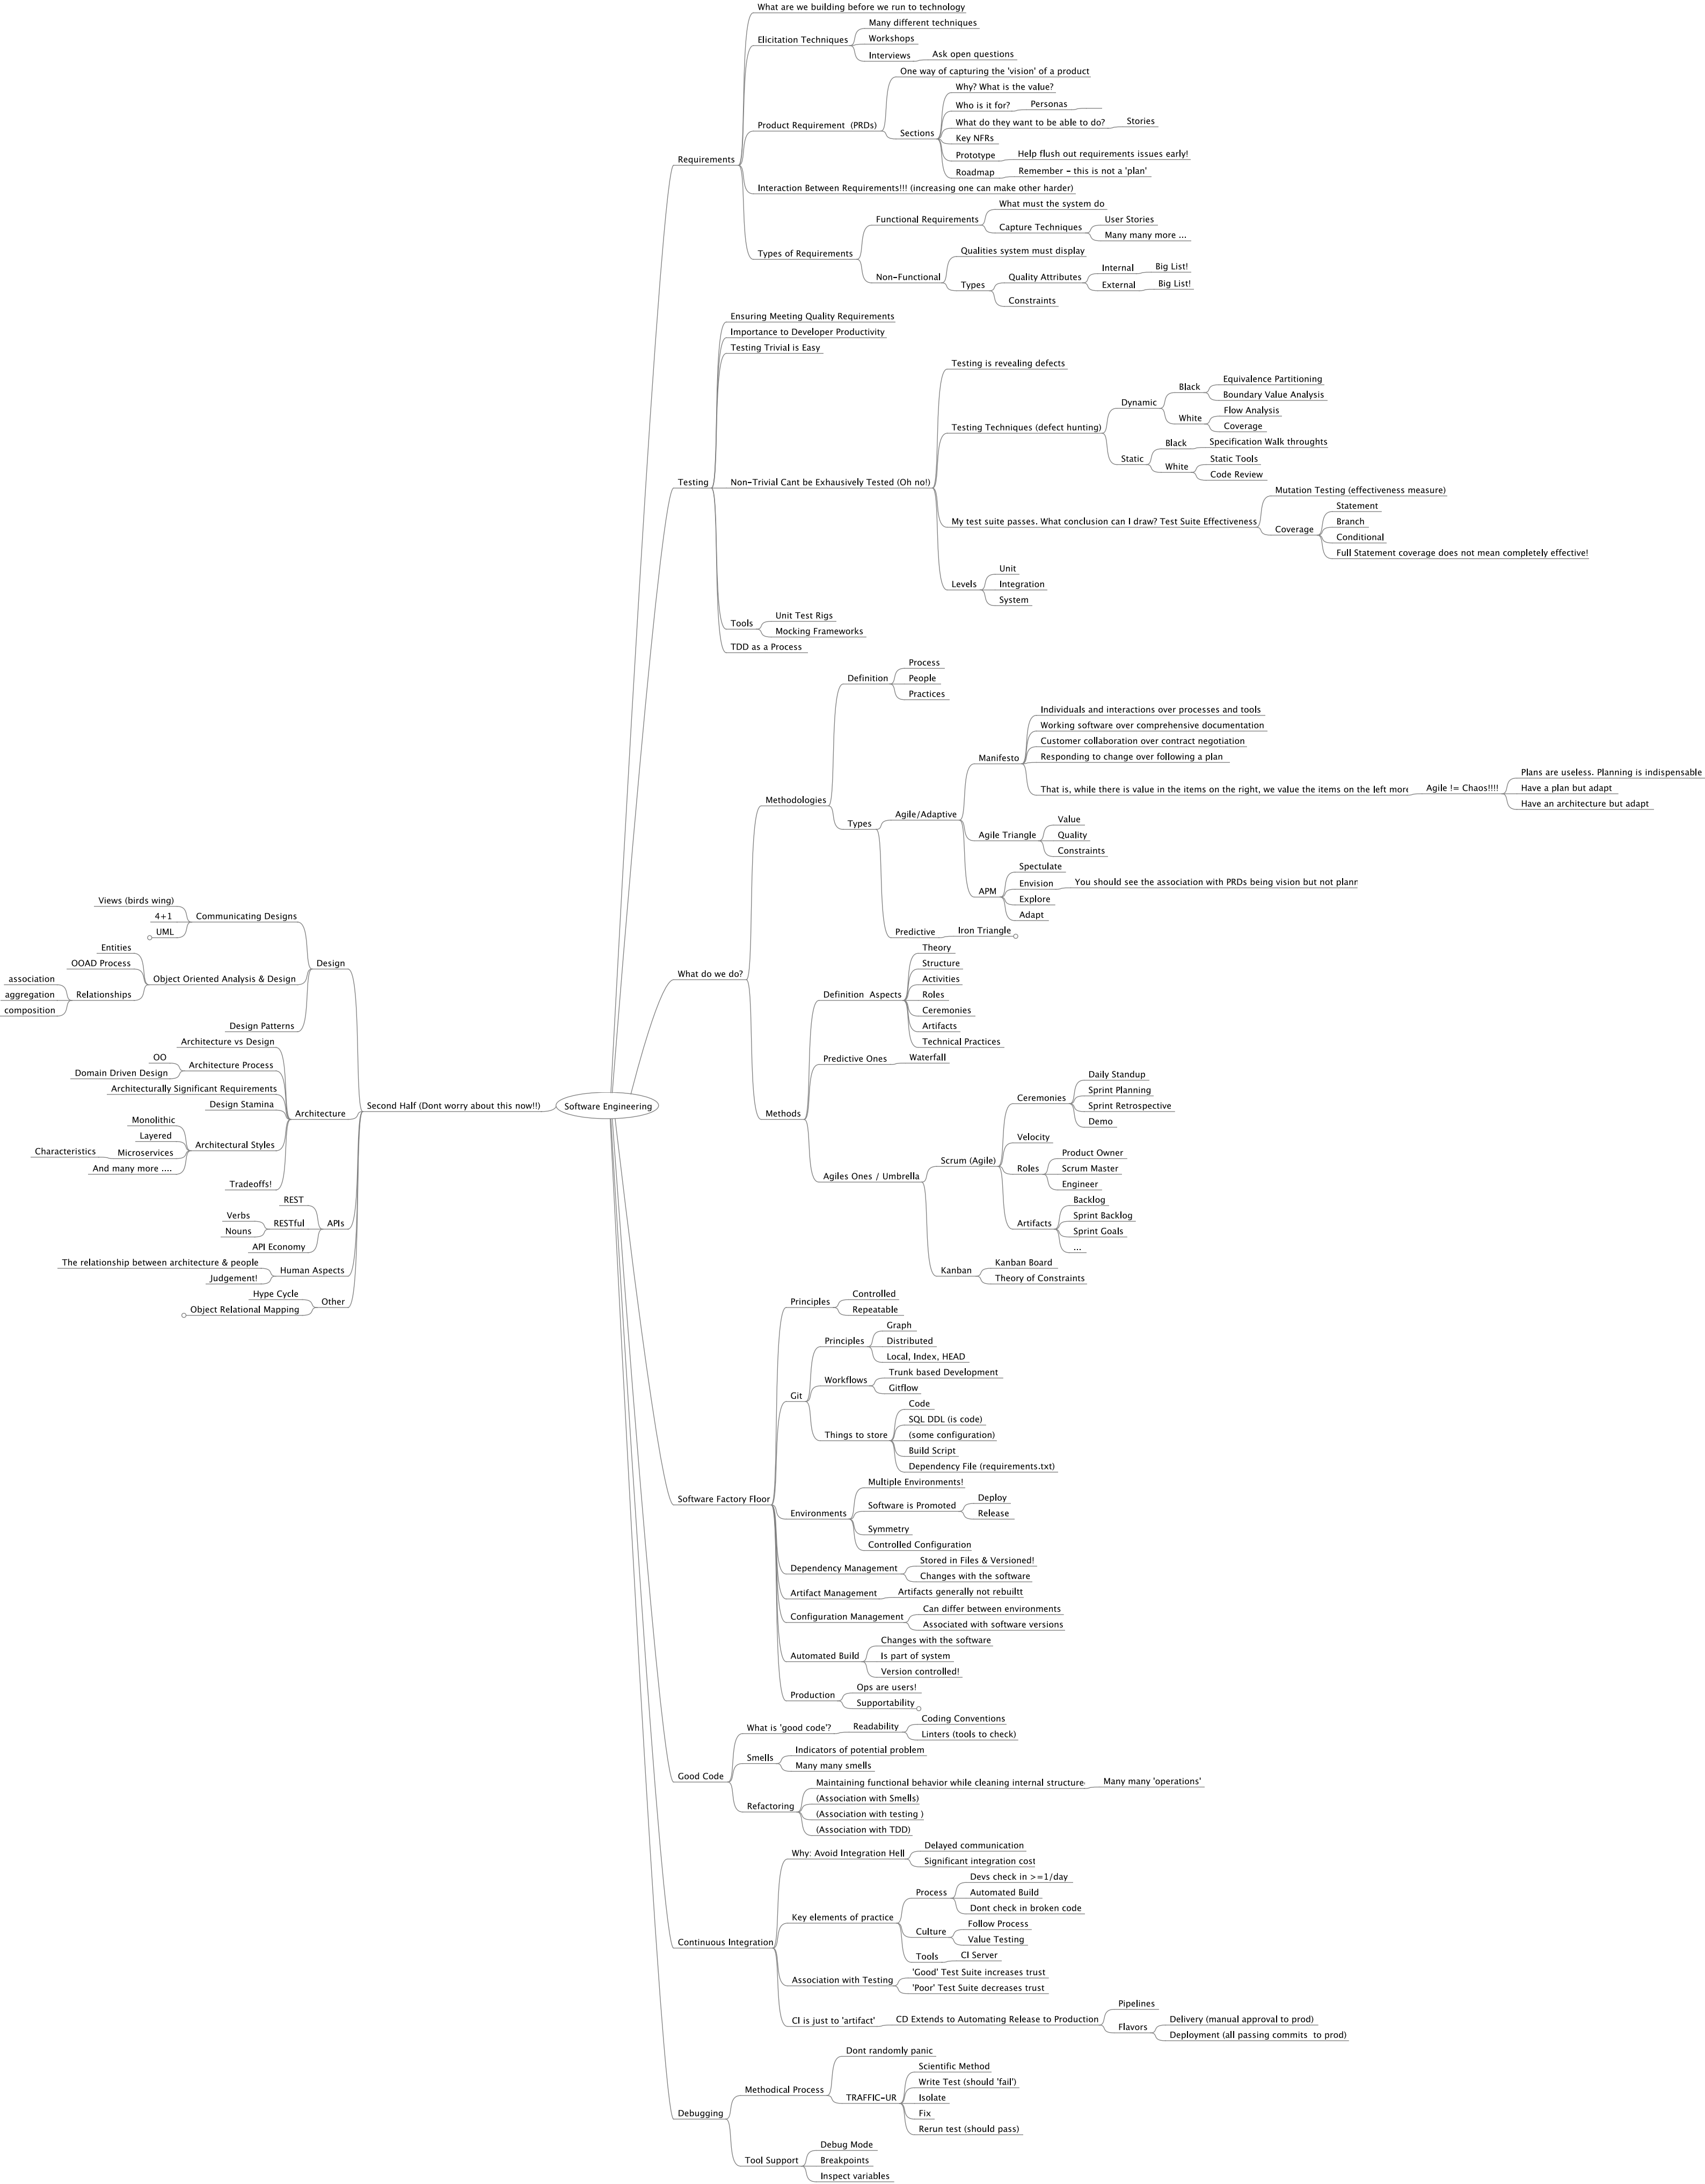 What are we building before we run to technology
Many different techniques
Elicitation Techniques
Workshops
Interviews
Ask open questions
One way of capturing the 'vision' of a product
Why? What is the value?
Who is it for?
Personas
Product Requirement  (PRDs)
What do they want to be able to do?
Stories
Sections
Key NFRs
Prototype
Help flush out requirements issues early!
Requirements
Roadmap
Remember – this is not a 'plan'
Interaction Between Requirements!!! (increasing one can make other harder)
What must the system do
Functional Requirements
User Stories
Capture Techniques
Many many more ...
Types of Requirements
Qualities system must display
Non–Functional
Internal
Big List!
Quality Attributes
Types
External
Big List!
Constraints
Ensuring Meeting Quality Requirements
Importance to Developer Productivity
Testing Trivial is Easy
Testing is revealing defects
Equivalence Partitioning
Black
Boundary Value Analysis
Dynamic
Flow Analysis
White
Coverage
Testing Techniques (defect hunting)
Black
Specification Walk throughts
Static
Static Tools
White
Code Review
Testing
Non–Trivial Cant be Exhausively Tested (Oh no!)
Mutation Testing (effectiveness measure)
My test suite passes. What conclusion can I draw? Test Suite Effectiveness
Statement
Branch
Coverage
Conditional
Full Statement coverage does not mean completely effective!
Unit
Levels
Integration
System
Unit Test Rigs
Tools
Mocking Frameworks
TDD as a Process
Process
Definition
People
Practices
Individuals and interactions over processes and tools
Working software over comprehensive documentation
Customer collaboration over contract negotiation
Manifesto
Responding to change over following a plan
Plans are useless. Planning is indispensable
That is, while there is value in the items on the right, we value the items on the left more
Agile != Chaos!!!!
Have a plan but adapt
Have an architecture but adapt
Methodologies
Types
Agile/Adaptive
Value
Agile Triangle
Quality
Constraints
Spectulate
APM
Envision
You should see the association with PRDs being vision but not plann
Explore
Adapt
Predictive
Iron Triangle
What do we do?
Theory
Structure
Activities
Definition  Aspects
Roles
Ceremonies
Artifacts
Technical Practices
Predictive Ones
Waterfall
Methods
Daily Standup
Ceremonies
Sprint Planning
Sprint Retrospective
Demo
Velocity
Scrum (Agile)
Product Owner
Roles
Scrum Master
Engineer
Agiles Ones / Umbrella
Backlog
Artifacts
Sprint Backlog
Sprint Goals
...
Kanban
Kanban Board
Theory of Constraints
Views (birds wing)
4+1
Communicating Designs
UML
Entities
OOAD Process
Design
association
Object Oriented Analysis & Design
aggregation
Relationships
composition
Design Patterns
Architecture vs Design
OO
Architecture Process
Domain Driven Design
Architecturally Significant Requirements
Design Stamina
Second Half (Dont worry about this now!!)
Software Engineering
Architecture
Monolithic
Layered
Architectural Styles
Characteristics
Microservices
And many more ....
Tradeoffs!
REST
Verbs
RESTful
APIs
Nouns
API Economy
The relationship between architecture & people
Human Aspects
Judgement!
Hype Cycle
Other
Object Relational Mapping
Principles
Controlled
Repeatable
Graph
Principles
Distributed
Local, Index, HEAD
Trunk based Development
Workflows
Gitflow
Git
Code
SQL DDL (is code)
Things to store
(some configuration)
Build Script
Dependency File (requirements.txt)
Multiple Environments!
Software Factory Floor
Deploy
Software is Promoted
Environments
Release
Symmetry
Controlled Configuration
Stored in Files & Versioned!
Dependency Management
Changes with the software
Artifact Management
Artifacts generally not rebuiltt
Can differ between environments
Configuration Management
Associated with software versions
Changes with the software
Automated Build
Is part of system
Version controlled!
Ops are users!
Production
Supportability
Coding Conventions
What is 'good code'?
Readability
Linters (tools to check)
Indicators of potential problem
Smells
Many many smells
Good Code
Maintaining functional behavior while cleaning internal structure
Many many 'operations'
(Association with Smells)
Refactoring
(Association with testing )
(Association with TDD)
Delayed communication
Why: Avoid Integration Hell
Significant integration cost
Devs check in >=1/day
Process
Automated Build
Dont check in broken code
Key elements of practice
Follow Process
Culture
Value Testing
Continuous Integration
Tools
CI Server
'Good' Test Suite increases trust
Association with Testing
'Poor' Test Suite decreases trust
Pipelines
CI is just to 'artifact'
CD Extends to Automating Release to Production
Delivery (manual approval to prod)
Flavors
Deployment (all passing commits  to prod)
Dont randomly panic
Methodical Process
Scientific Method
Write Test (should 'fail')
TRAFFIC–UR
Isolate
Fix
Rerun test (should pass)
Debugging
Debug Mode
Tool Support
Breakpoints
Inspect variables